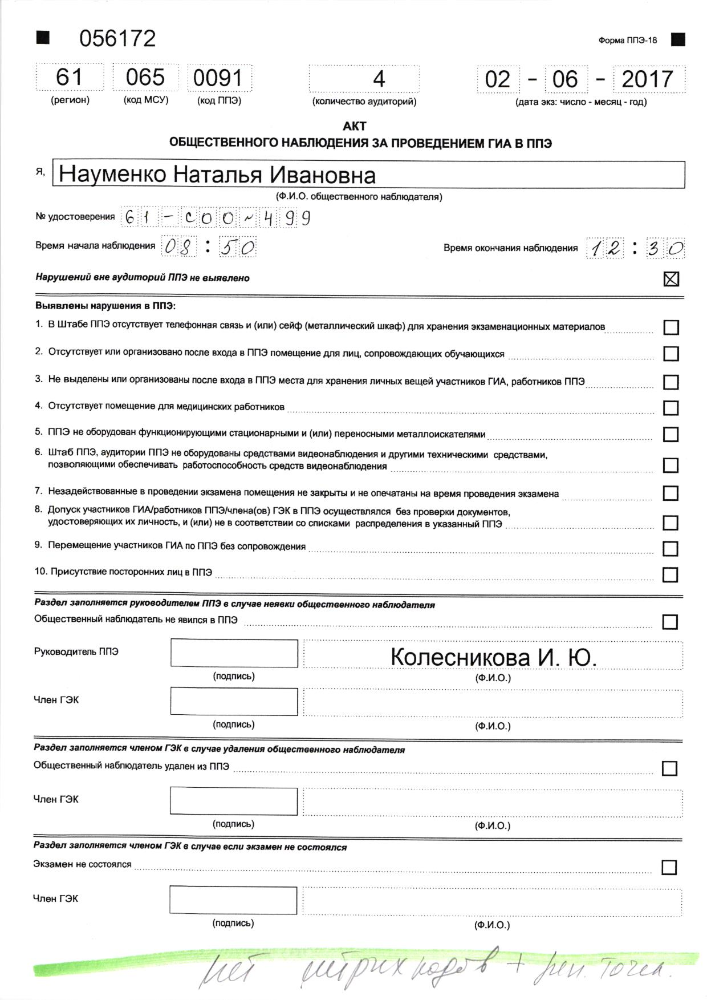 056172
Форма ППЭ-18
61 065 0091 4 02 - 06 - 2017
(регион) (код МСУ) (код ППЭ) (количество аудиторий) (дата экз: число - месяц - год)
АКТ
ОБЩЕСТВЕННОГО НАБЛЮДЕНИЯ ЗА ПРОВЕДЕНИЕМ ГИА В ППЭ
Я, Науменко Наталья Ивановна
(Ф.И.О. общественного наблюдателя)
№ удостоверения 61-С00~499
Время начала наблюдения 08:50 Время окончания наблюдения 12:30
Нарушений вне аудиторий ППЭ не выявлено
Выявлены нарушения в ППЭ:
1. В Штабе ППЭ отсутствует телефонная связь и (или) сейф (металлический шкаф) для хранения экзаменационных материалов
2. Отсутствует или организовано после входа в ППЭ помещение для лиц, сопровождающих обучающихся
3. Не выделены или организованы после входа в ППЭ места для хранения личных вещей участников ГИА, работников ППЭ
4. Отсутствует помещение для медицинских работников
5. ППЭ не оборудован функционирующими стационарными и (или) переносными металлоискателями
6. Штаб ППЭ, аудитории ППЭ не оборудованы средствами видеонаблюдения и другими техническими средствами,
позволяющими обеспечивать работоспособность средств видеонаблюдения
7. Незадействованные в проведении экзамена помещения не закрыты и не опечатаны на время проведения экзамена
8. Допуск участников ГИА/работников ППЭ/члена(ов) ГЭК в ППЭ осуществлялся без проверки документов,
удостоверяющих их личность, и (или) не в соответствии со списками распределения в указанный ППЭ
9. Перемещение участников ГИА по ППЭ без сопровождения
10. Присутствие посторонних лиц в ППЭ
Раздел заполняется руководителем ППЭ в случае неявки общественного наблюдателя
Общественный наблюдатель не явился в ППЭ
Руководитель ППЭ Колесникова И. Ю.
(подпись) (Ф.И.О.)
Член ГЭК
(подпись) (Ф.И.О.)
Раздел заполняется членом ГЭК в случае удаления общественного наблюдателя
Общественный наблюдатель удален из ППЭ
Член ГЭК
(подпись) (Ф.И.О.)
Раздел заполняется членом ГЭК в случае если экзамен не состоялся
Экзамен не состоялся
Член ГЭК
(подпись) (Ф.И.О.)
нет штрихкодов +